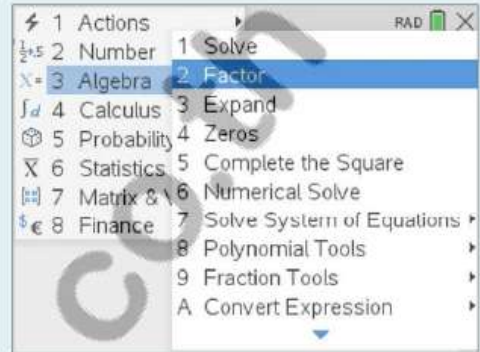 RAD
1 Actions
2 Number
3 Algebra
4 Calculus
5 Probability
6 Statistics
7 Matrix &
8 Finance
1 Solve
2 Factor
3 Expand
4 Zeros
5 Complete the Square
6 Numerical Solve
7 Solve System of Equations
8 Polynomial Tools
9 Fraction Tools
A Convert Expression
co.th